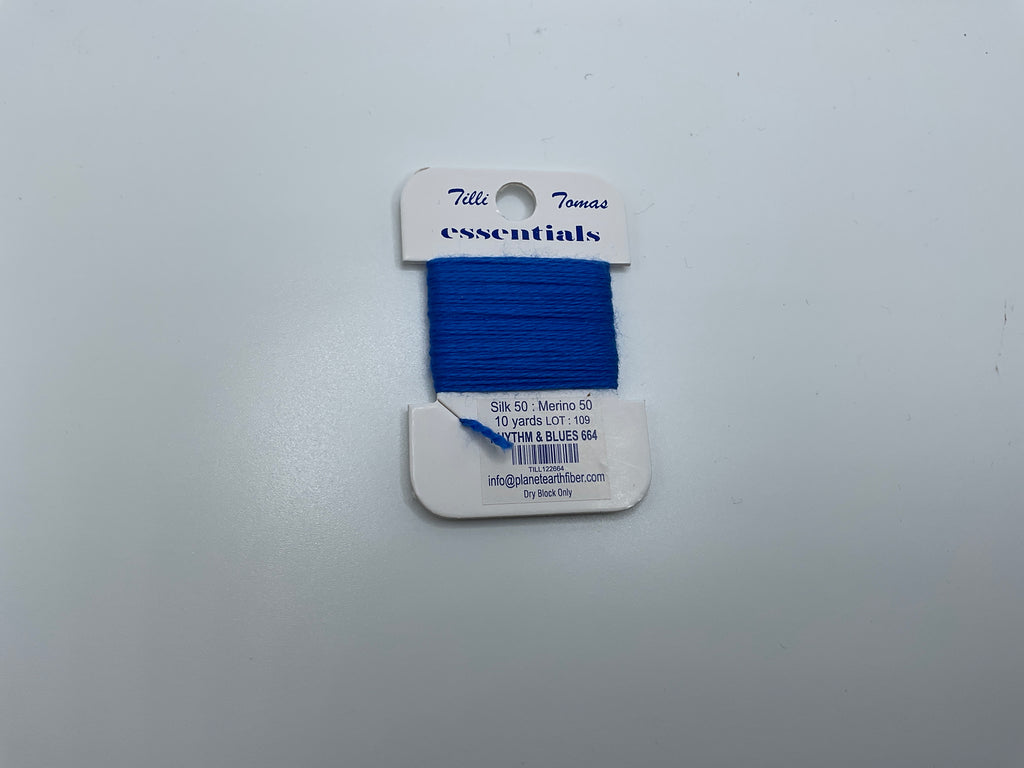 Tilli Tomas
essentials
Silk 50 : Merino 50
10 yards LOT : 109
& BLUES 664
TILL122664
info@planetearthfiber.com
Dry Block Only